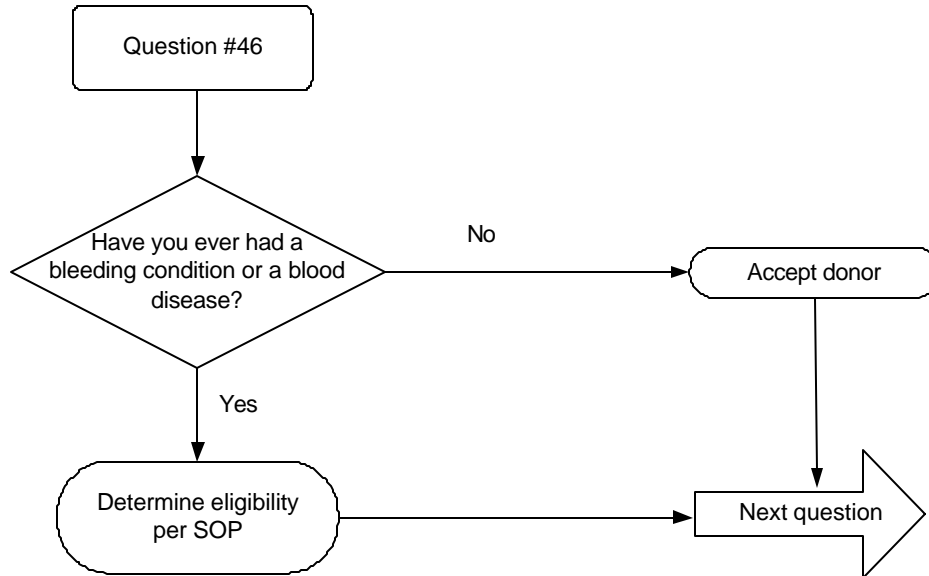 Question #46
Have you ever had a
bleeding condition or a blood
disease?
No
Accept donor
Yes
Determine eligibility
per SOP
Next question